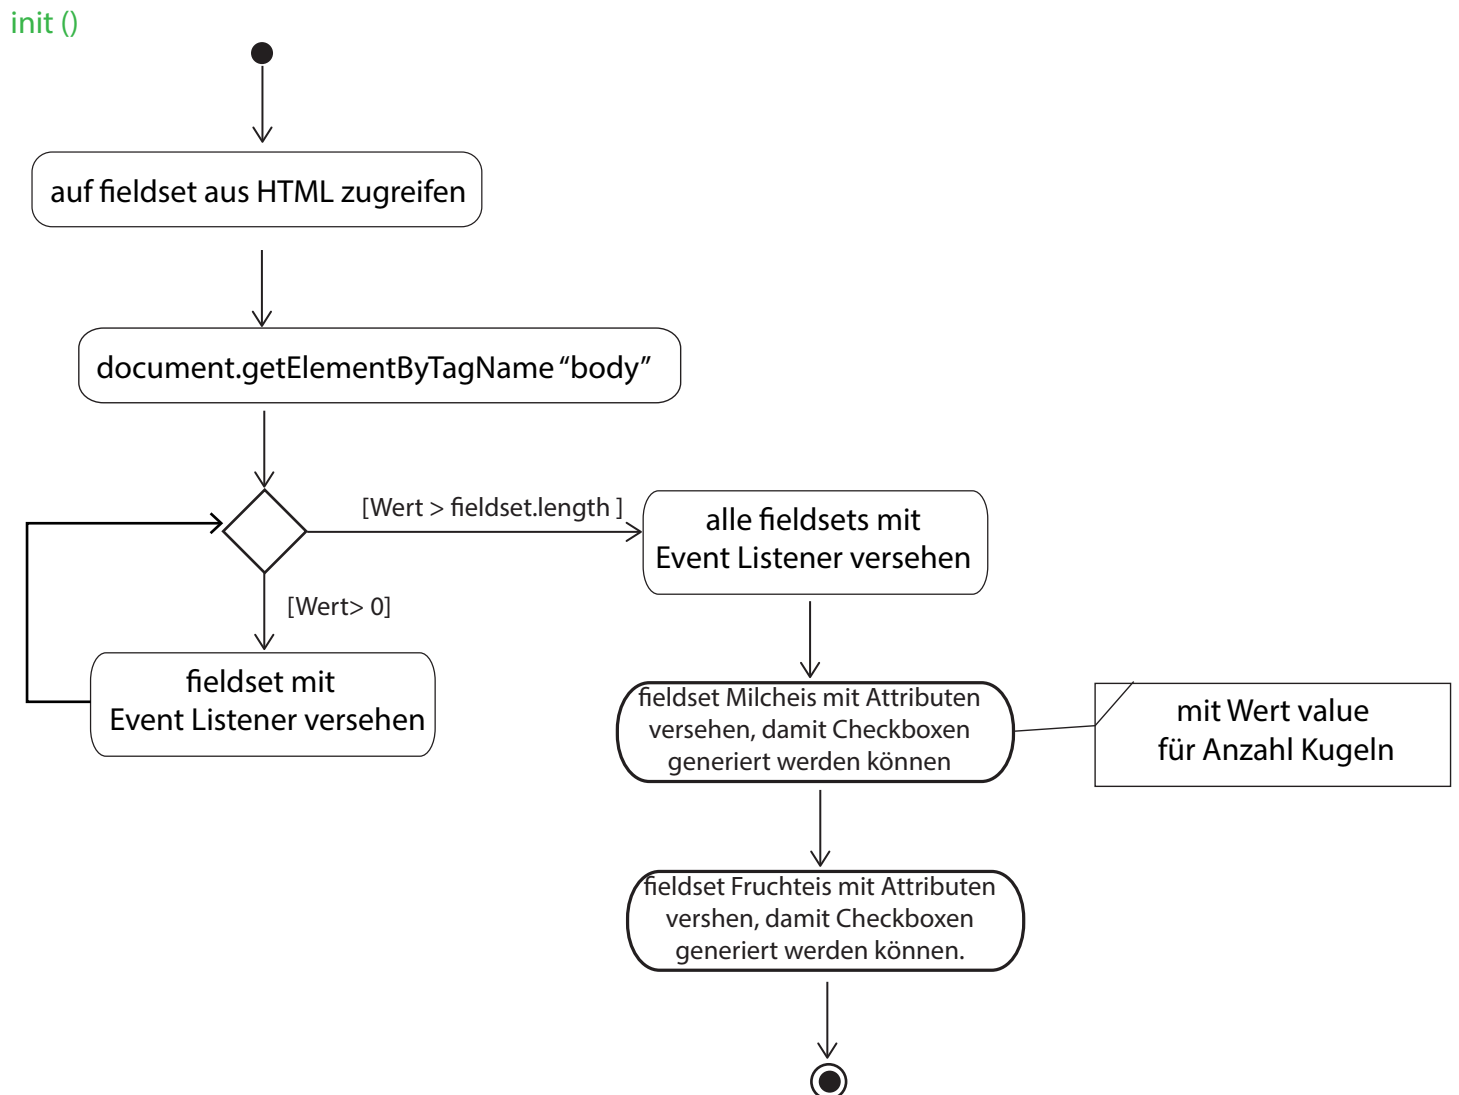 init ()
auf fieldset aus HTML zugreifen
document.getElementByTagName “body”
[Wert > fieldset.length ]
alle fieldsets mit
Event Listener versehen
[Wert> 0]
fieldset mit
Event Listener versehen
fieldset Milcheis mit Attributen
versehen, damit Checkboxen
generiert werden können
mit Wert value
für Anzahl Kugeln
fieldset Fruchteis mit Attributen
vershen, damit Checkboxen
generiert werden können.